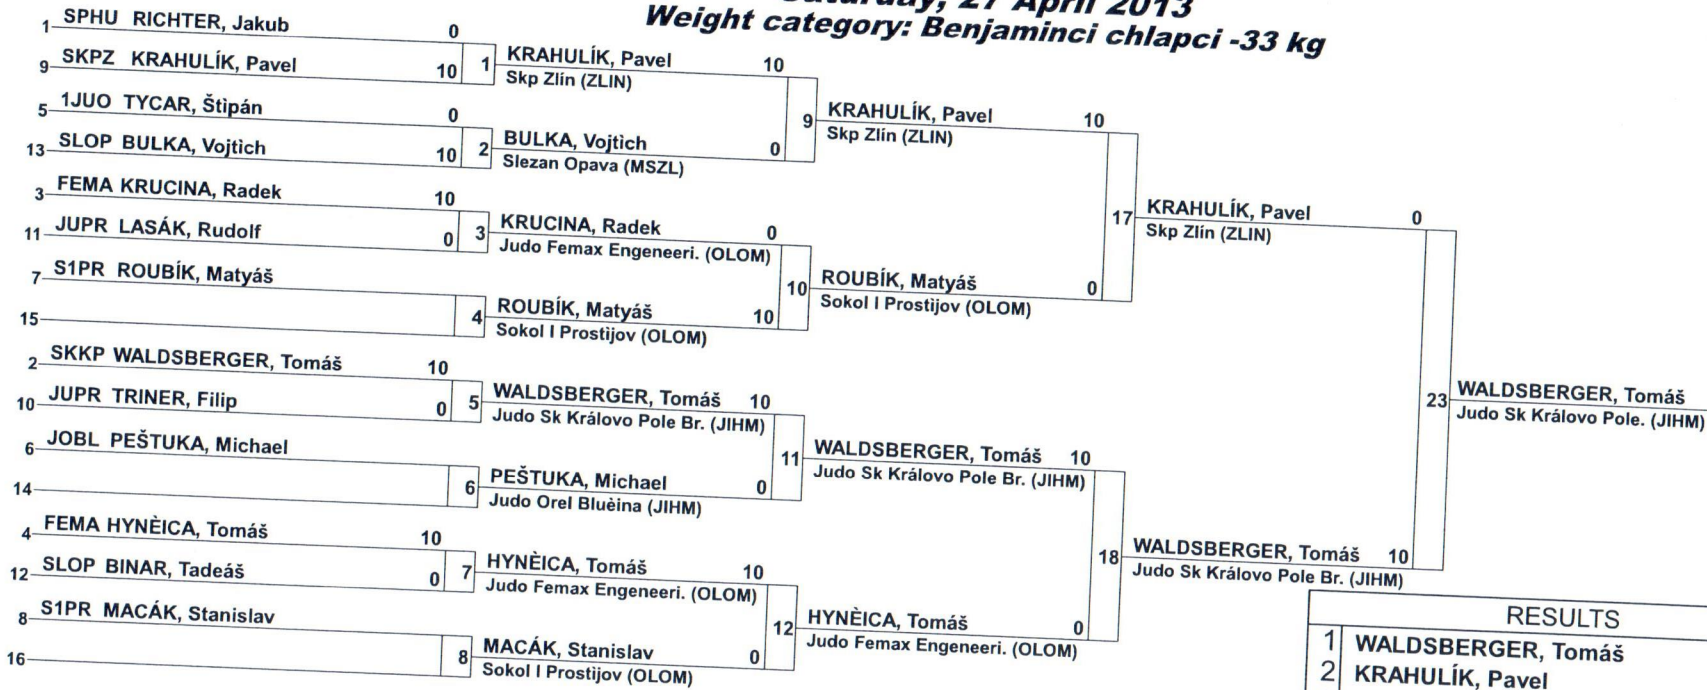 Saturday, 27 April 2013
Weight category: Benjaminci chlapci -33 kg
1 SPHU RICHTER, Jakub 0
9 SKPZ KRAHULÍK, Pavel 10
1 KRAHULÍK, Pavel 10
Skp Zlín (ZLIN)
5 1JUO TYCAR, Štìpán 0
13 SLOP BULKA, Vojtìch 10
2 BULKA, Vojtìch 0
Slezan Opava (MSZL)
9 KRAHULÍK, Pavel 10
Skp Zlín (ZLIN)
3 FEMA KRUCINA, Radek 10
11 JUPR LASÁK, Rudolf 0
3 KRUCINA, Radek 0
Judo Femax Engeneeri. (OLOM)
7 S1PR ROUBÍK, Matyáš
15
4 ROUBÍK, Matyáš 10
Sokol I Prostìjov (OLOM)
10 ROUBÍK, Matyáš 0
Sokol I Prostìjov (OLOM)
17 KRAHULÍK, Pavel 0
Skp Zlín (ZLIN)
2 SKKP WALDSBERGER, Tomáš 10
10 JUPR TRINER, Filip 0
5 WALDSBERGER, Tomáš 10
Judo Sk Královo Pole Br. (JIHM)
6 JOBL PEŠTUKA, Michael
14
6 PEŠTUKA, Michael 0
Judo Orel Bluèina (JIHM)
11 WALDSBERGER, Tomáš 10
Judo Sk Královo Pole Br. (JIHM)
4 FEMA HYNÈICA, Tomáš 10
12 SLOP BINAR, Tadeáš 0
7 HYNÈICA, Tomáš 10
Judo Femax Engeneeri. (OLOM)
8 S1PR MACÁK, Stanislav
16
8 MACÁK, Stanislav 0
Sokol I Prostìjov (OLOM)
12 HYNÈICA, Tomáš 0
Judo Femax Engeneeri. (OLOM)
18 WALDSBERGER, Tomáš 10
Judo Sk Královo Pole Br. (JIHM)
23 WALDSBERGER, Tomáš
Judo Sk Královo Pole. (JIHM)
RESULTS
1 WALDSBERGER, Tomáš
2 KRAHULÍK, Pavel